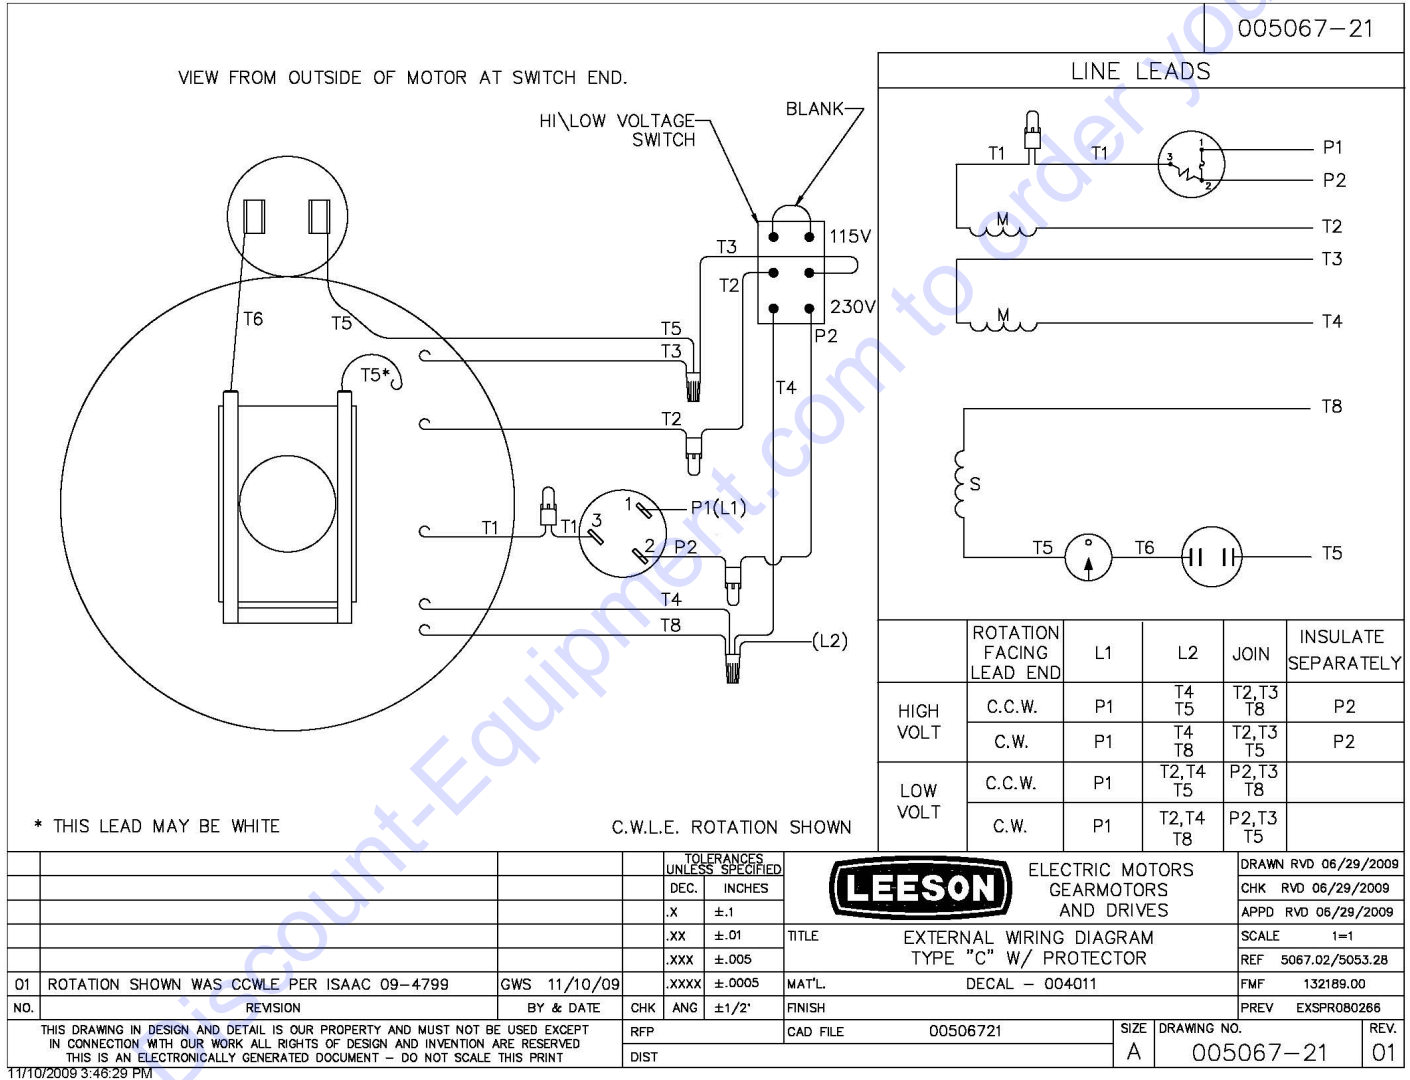 005067-21
VIEW FROM OUTSIDE OF MOTOR AT SWITCH END.
LINE LEADS
HI\LOW VOLTAGE
SWITCH
BLANK
115V
230V
T3
T2
P2
T4
T6
T5
T5
T3
T5*
T2
T1
T1
1
3
2
P1(L1)
P2
T4
T8
(L2)
T1
T1
1
3
2
P1
P2
M
T2
T3
M
T4
T8
S
T5
T6
T5
ROTATION
FACING
LEAD END
L1
L2
JOIN
INSULATE
SEPARATELY
HIGH
VOLT
C.C.W.
P1
T4
T5
T2,T3
T8
P2
C.W.
P1
T4
T8
T2,T3
T5
P2
LOW
VOLT
C.C.W.
P1
T2,T4
T5
P2,T3
T8
C.W.
P1
T2,T4
T8
P2,T3
T5
* THIS LEAD MAY BE WHITE
C.W.L.E. ROTATION SHOWN
TOLERANCES
UNLESS SPECIFIED
DEC. INCHES
.X ±.1
.XX ±.01
.XXX ±.005
.XXXX ±.0005
CHK ANG ±1/2°
LEESON
ELECTRIC MOTORS
GEARMOTORS
AND DRIVES
DRAWN RVD 06/29/2009
CHK RVD 06/29/2009
APPD RVD 06/29/2009
TITLE EXTERNAL WIRING DIAGRAM
TYPE "C" W/ PROTECTOR
SCALE 1=1
REF 5067.02/5053.28
01 ROTATION SHOWN WAS CCWLE PER ISAAC 09-4799 GWS 11/10/09
MAT'L. DECAL - 004011
FMF 132189.00
NO. REVISION BY & DATE
FINISH
PREV EXSPR080266
THIS DRAWING IN DESIGN AND DETAIL IS OUR PROPERTY AND MUST NOT BE USED EXCEPT
IN CONNECTION WITH OUR WORK ALL RIGHTS OF DESIGN AND INVENTION ARE RESERVED
THIS IS AN ELECTRONICALLY GENERATED DOCUMENT - DO NOT SCALE THIS PRINT
RFP
DIST
CAD FILE 00506721
SIZE
A
DRAWING NO.
005067-21
REV.
01
11/10/2009 3:46:29 PM
Discount-Equipment.com to order your